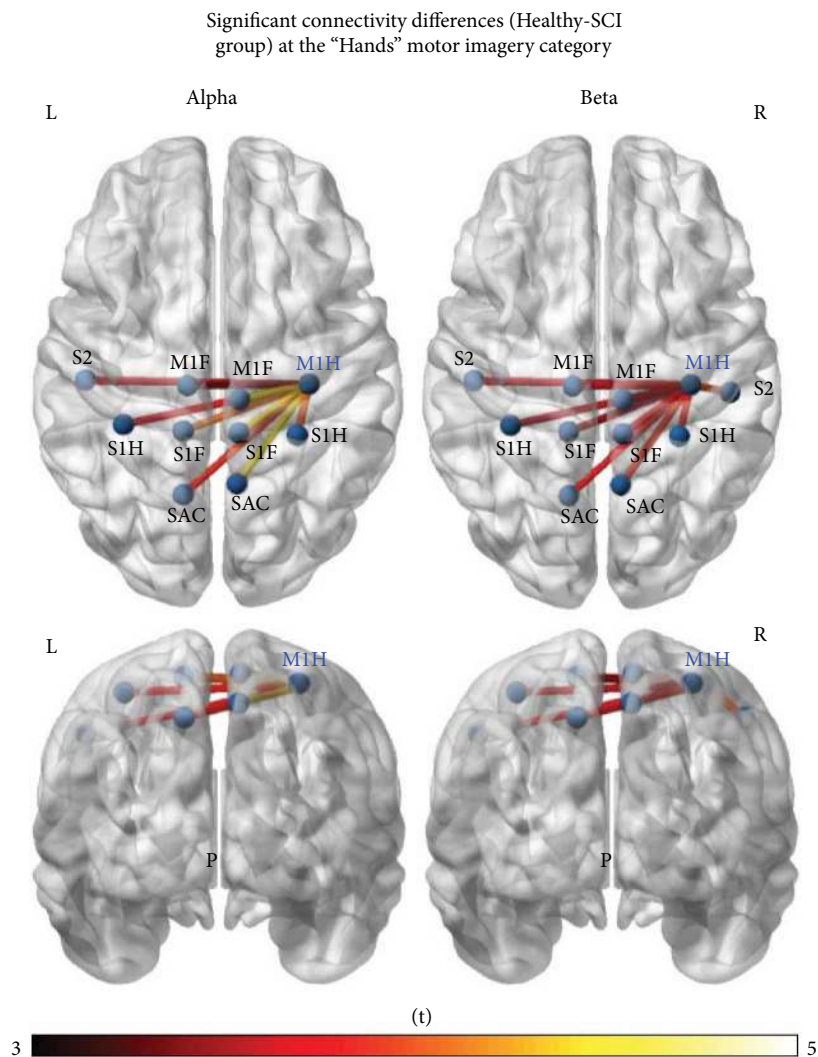 Significant connectivity differences (Healthy-SCI
group) at the “Hands” motor imagery category
Alpha
Beta
L
R
S2
M1F
M1F
M1H
S1H
S1F
S1F
S1H
SAC
SAC
S2
M1F
M1F
M1H
S2
S1H
S1F
S1F
S1H
SAC
SAC
L
R
M1H
M1H
P
P
(t)
3
5